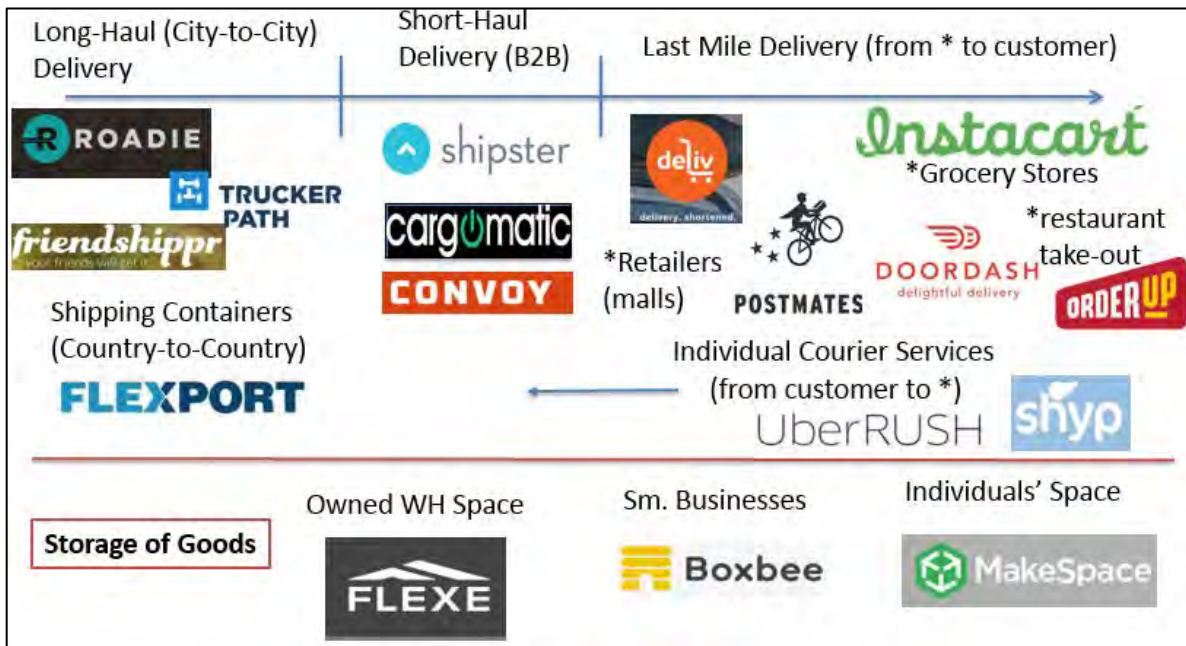 Long-Haul (City-to-City)
Delivery
Short-Haul
Delivery (B2B)
Last Mile Delivery (from * to customer)
R ROADIE
TRUCKER
PATH
friendshippr
your friends will get it
Shipping Containers
(Country-to-Country)
FLEXPORT
shipster
cargomatic
CONVOY
deliv
delivery. shortened.
*Retailers
(malls)
POSTMATES
Instacart
*Grocery Stores
DOORDASH
delightful delivery
*restaurant
take-out
ORDERUP
Individual Courier Services
(from customer to *)
UberRUSH
shyp
Storage of Goods
Owned WH Space
FLEXE
Sm. Businesses
Boxbee
Individuals' Space
MakeSpace